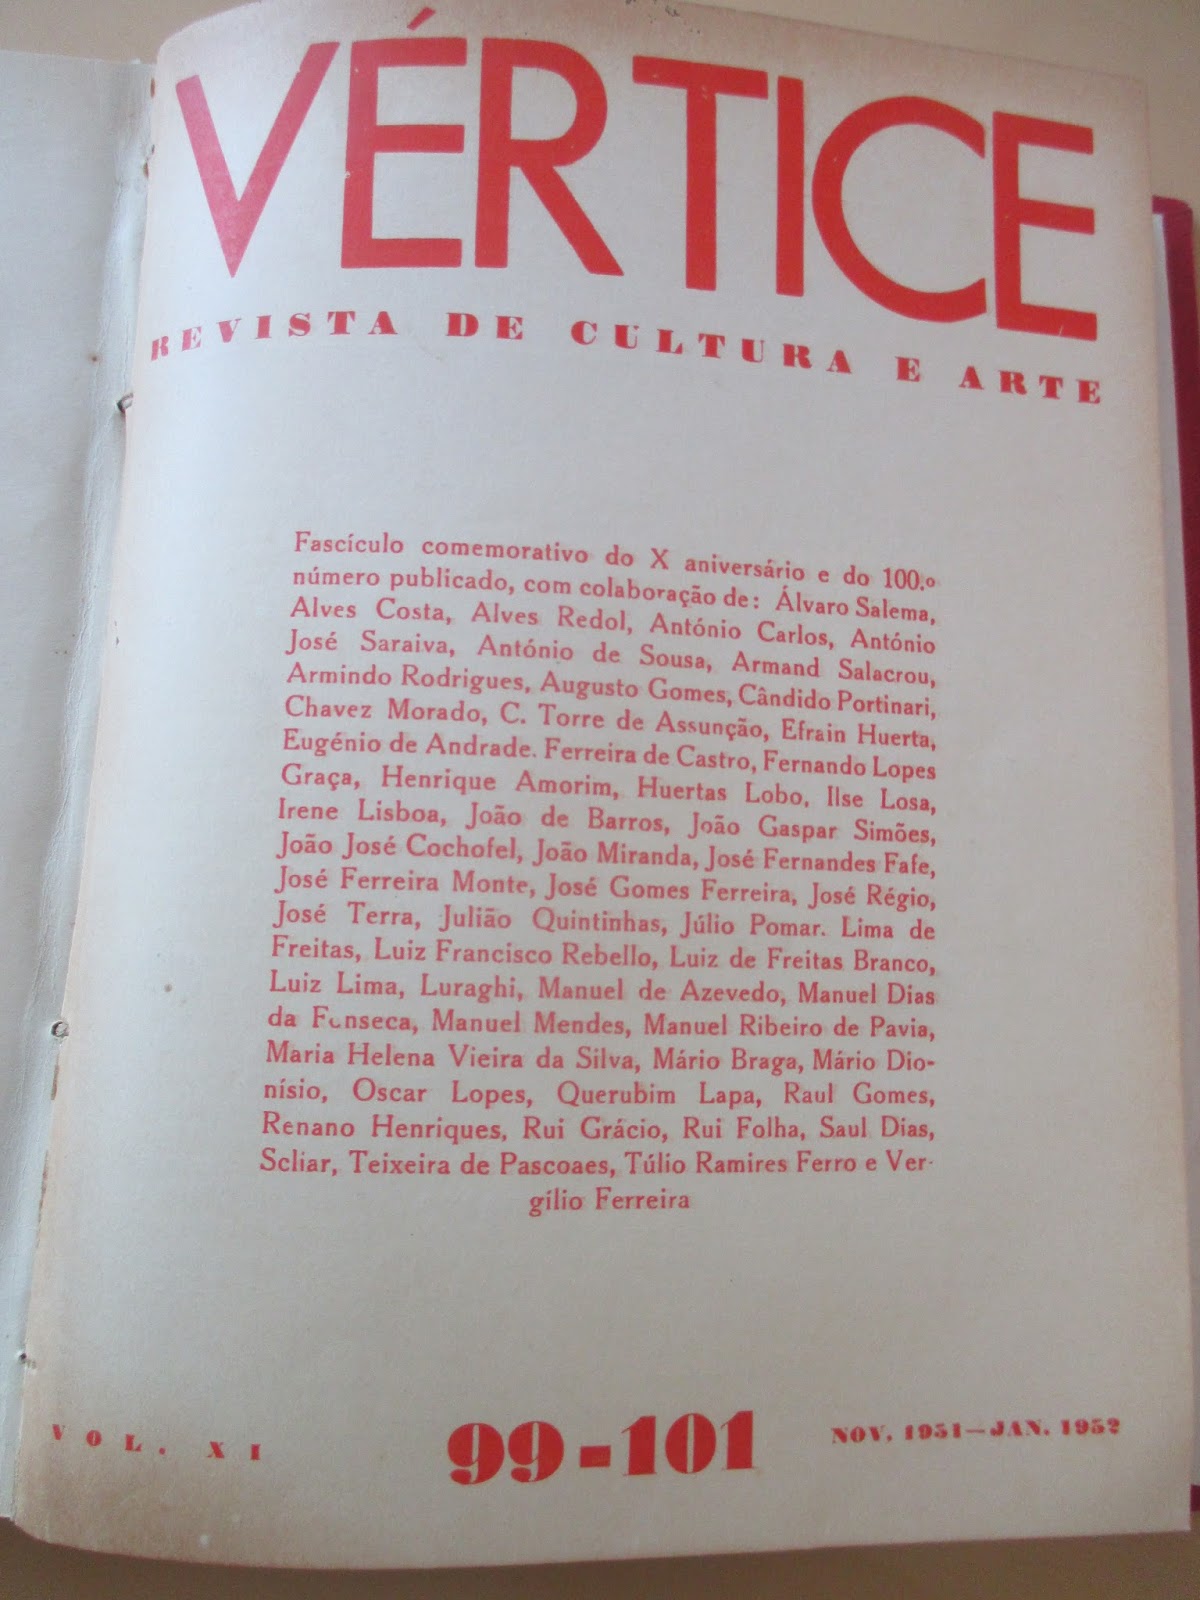 VÉRTICE
REVISTA DE CULTURA E ARTE
Fascículo comemorativo do X aniversário e do 100.º
número publicado, com colaboração de: Álvaro Salema,
Alves Costa, Alves Redol, António Carlos, António
José Saraiva, António de Sousa, Armand Salacrou,
Armindo Rodrigues, Augusto Gomes, Cândido Portinari,
Chavez Morado, C. Torre de Assunção, Efrain Huerta,
Eugénio de Andrade. Ferreira de Castro, Fernando Lopes
Graça, Henrique Amorim, Huertas Lobo, Ilse Losa,
Irene Lisboa, João de Barros, João Gaspar Simões,
João José Cochofel, João Miranda, José Fernandes Fafe,
José Ferreira Monte, José Gomes Ferreira, José Régio,
José Terra, Julião Quintinhas, Júlio Pomar. Lima de
Freitas, Luiz Francisco Rebello, Luiz de Freitas Branco,
Luiz Lima, Luraghi, Manuel de Azevedo, Manuel Dias
da Fonseca, Manuel Mendes, Manuel Ribeiro de Pavia,
Maria Helena Vieira da Silva, Mário Braga, Mário Dio-
nísio, Oscar Lopes, Querubim Lapa, Raul Gomes,
Renano Henriques, Rui Grácio, Rui Folha, Saul Dias,
Scliar, Teixeira de Pascoaes, Túlio Ramires Ferro e Ver-
gílio Ferreira
VOL. XI 99-101 NOV. 1951—JAN. 1952